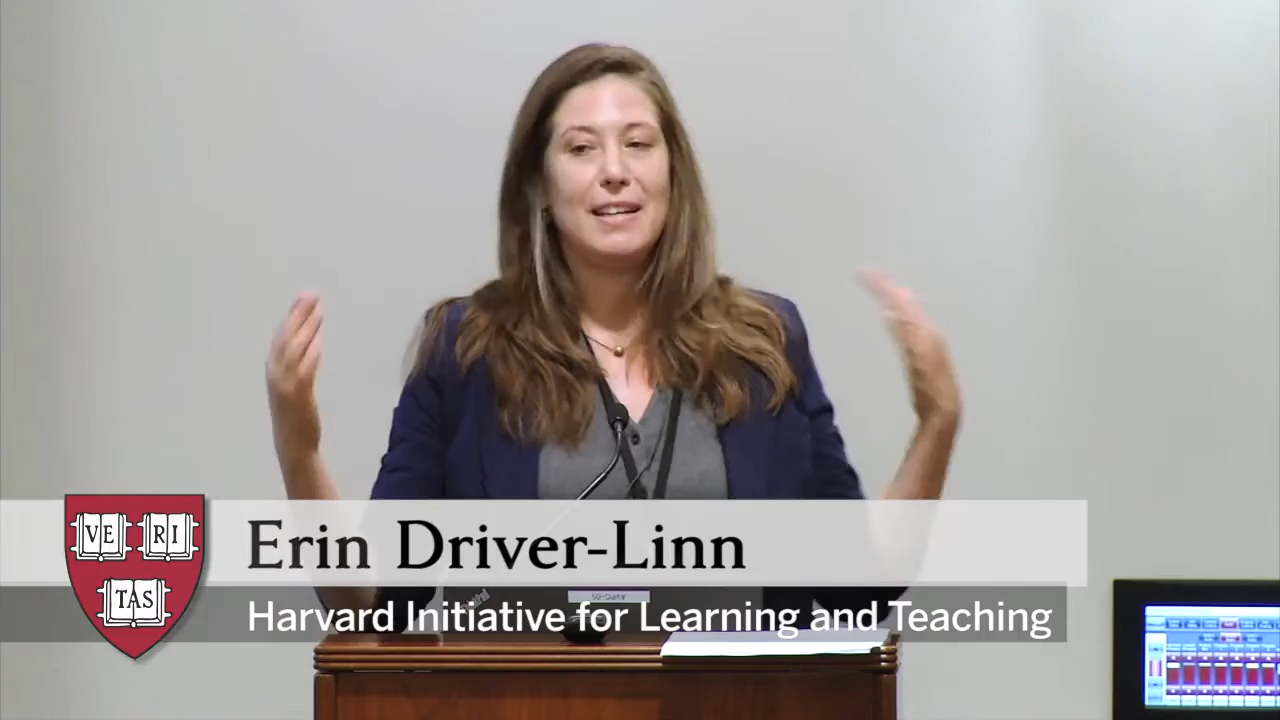 Erin Driver-Linn
VE RI
TAS
Harvard Initiative for Learning and Teaching